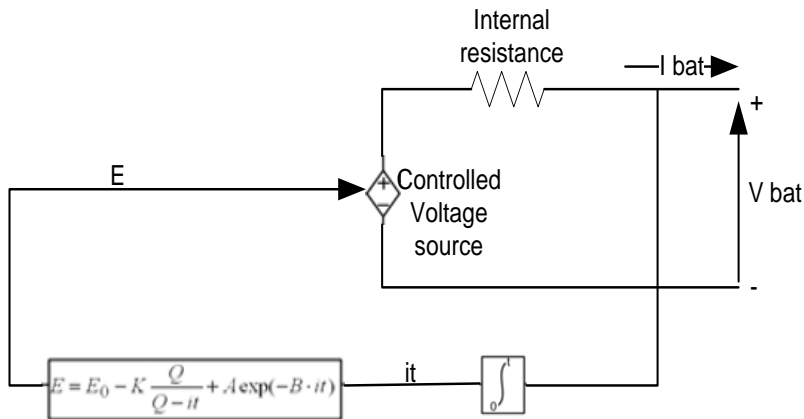 Internal
resistance
I bat
+
E
+
−
Controlled
Voltage
source
V bat
-
E = E₀ − K Q/(Q − it) + A exp(−B · it)
it
∫ t 0